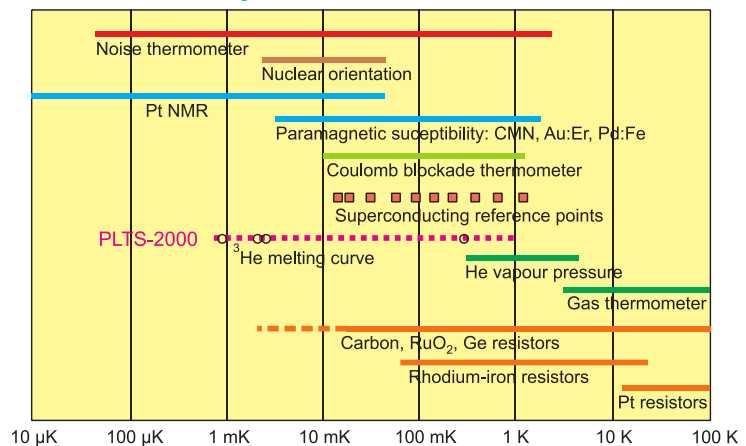 Noise thermometer
Nuclear orientation
Pt NMR
Paramagnetic suceptibility: CMN, Au:Er, Pd:Fe
Coulomb blockade thermometer
Superconducting reference points
PLTS-2000
³He melting curve
He vapour pressure
Gas thermometer
Carbon, RuO₂, Ge resistors
Rhodium-iron resistors
Pt resistors
10 µK 100 µK 1 mK 10 mK 100 mK 1 K 10 K 100 K